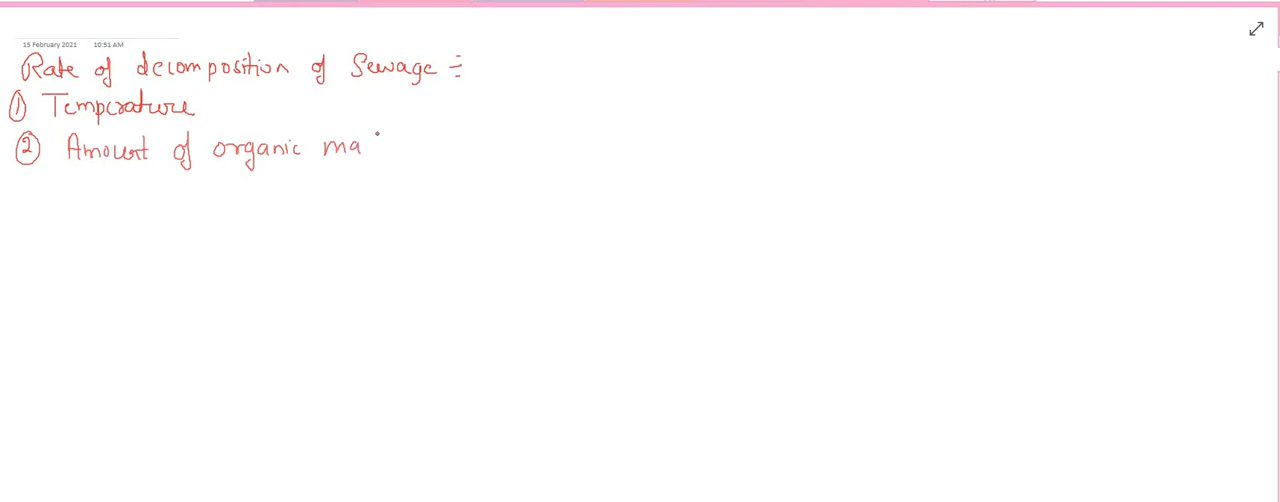 15 February 2021 10:51 AM
Rate of decomposition of Sewage :-
① Temperature
② Amount of organic ma